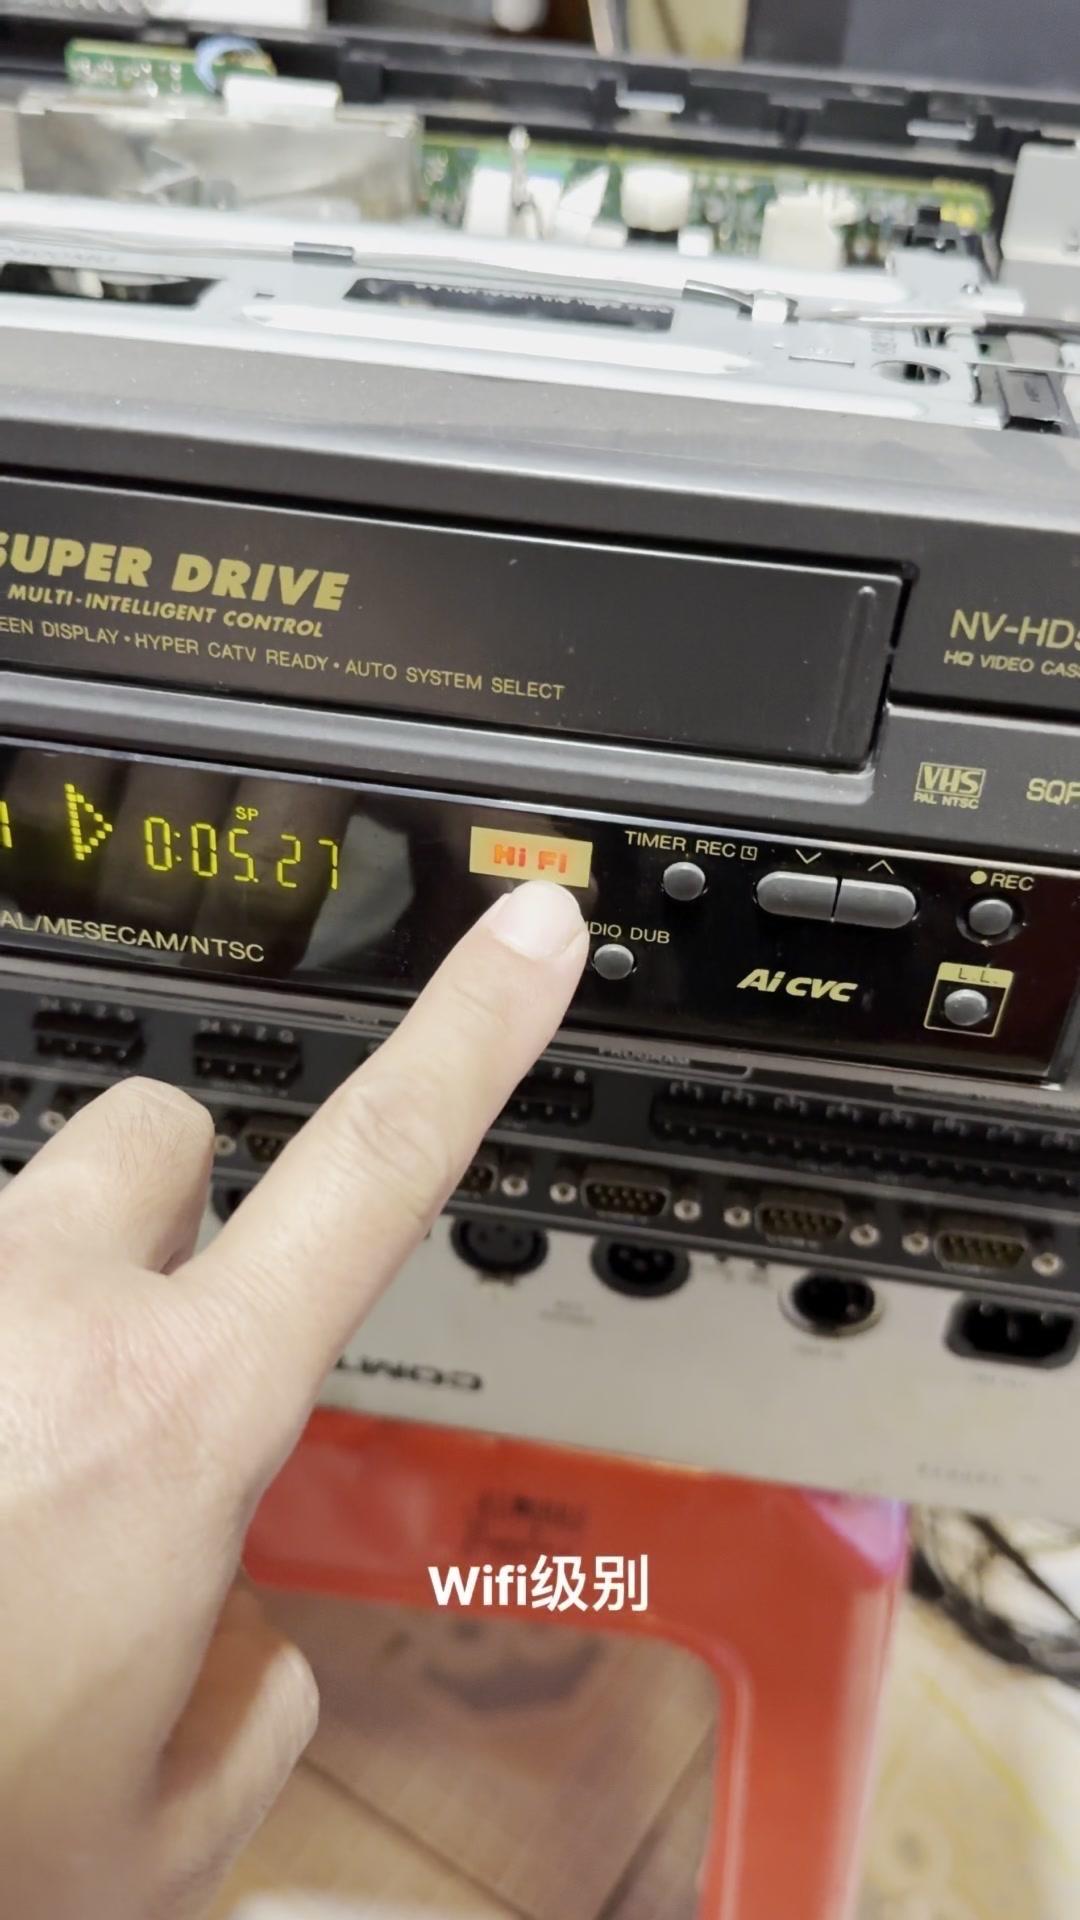 SUPER DRIVE
MULTI-INTELLIGENT CONTROL
EEN DISPLAY•HYPER CATV READY•AUTO SYSTEM SELECT
NV-HD
HQ VIDEO CAS
VHS
PAL NTSC
SQP
SP
0:05.27
Hi Fi
TIMER REC
REC
AL/MESECAM/NTSC
DIO DUB
Ai CVC
L.L.
PROGRAM
Wifi级别